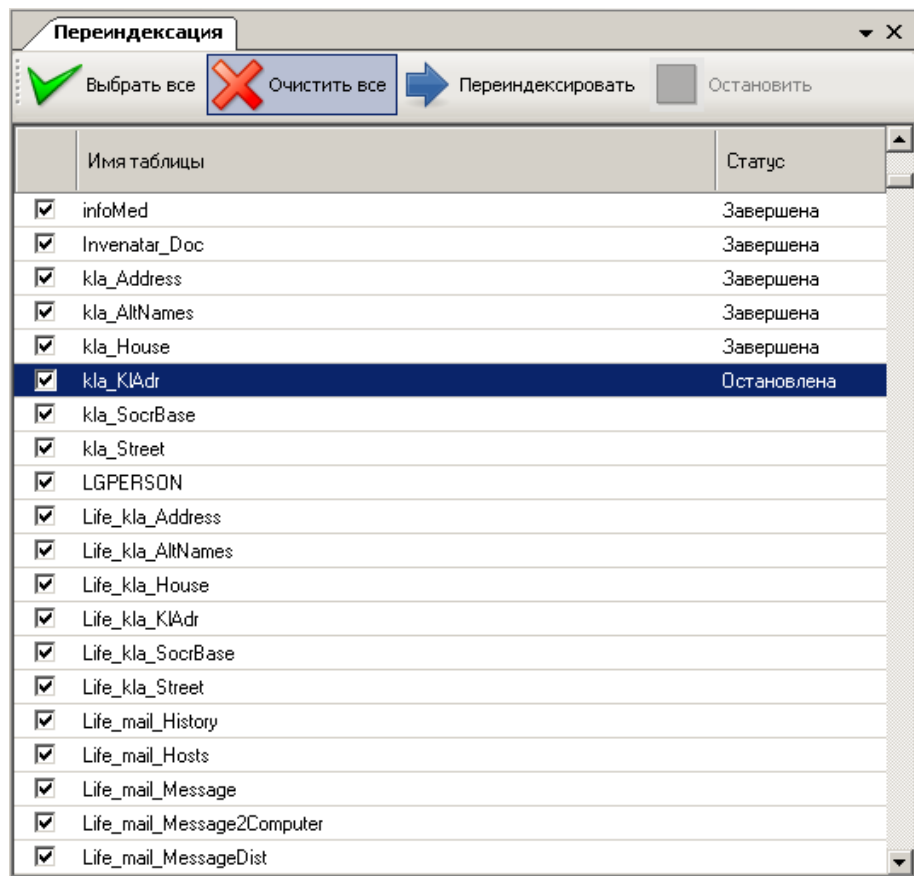 Переиндексация
Выбрать все Очистить все Переиндексировать Остановить
Имя таблицы Статус
infoMed Завершена
Invenatar_Doc Завершена
kla_Address Завершена
kla_AltNames Завершена
kla_House Завершена
kla_KlAdr Остановлена
kla_SocrBase
kla_Street
LGPERSON
Life_kla_Address
Life_kla_AltNames
Life_kla_House
Life_kla_KlAdr
Life_kla_SocrBase
Life_kla_Street
Life_mail_History
Life_mail_Hosts
Life_mail_Message
Life_mail_Message2Computer
Life_mail_MessageDist